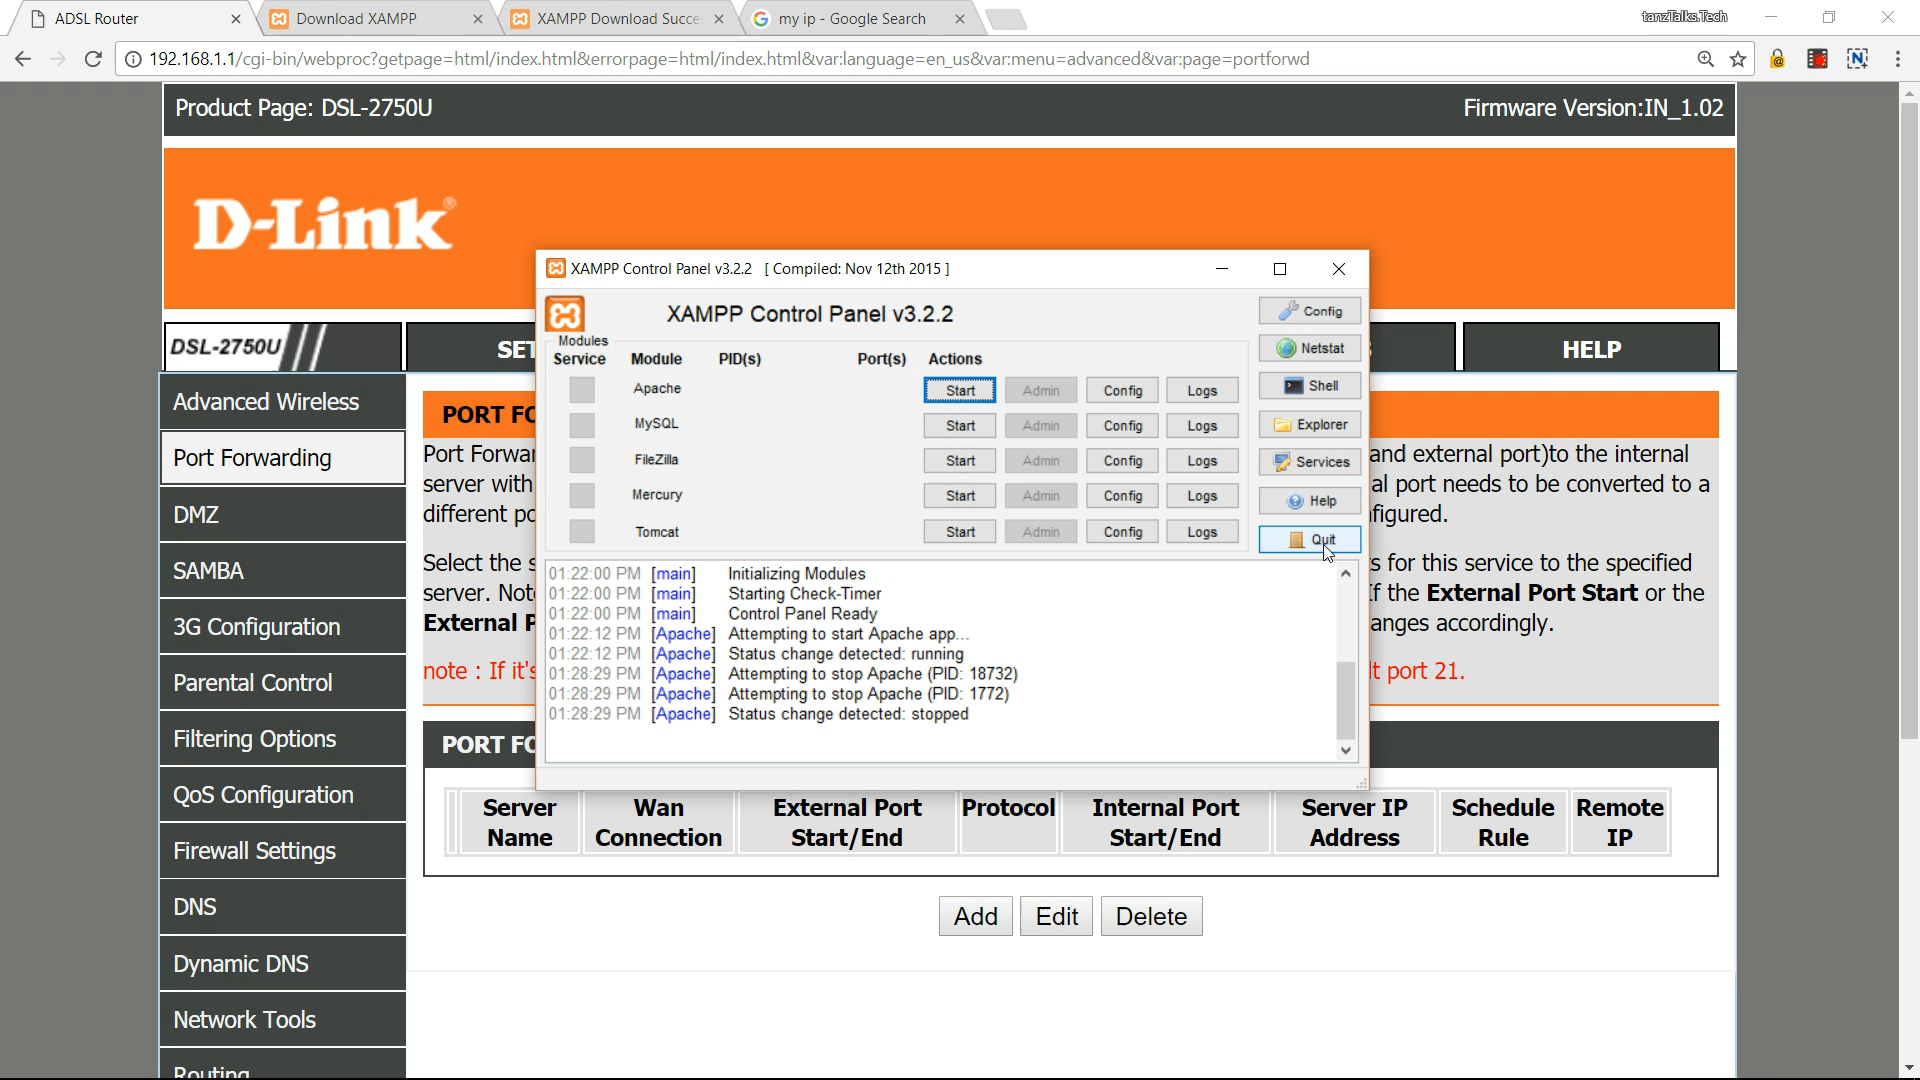 ADSL Router
Download XAMPP
XAMPP Download Succe
my ip - Google Search
tanzTalks.Tech
192.168.1.1/cgi-bin/webproc?getpage=html/index.html&errorpage=html/index.html&var:language=en_us&var:menu=advanced&var:page=portforwd
Product Page: DSL-2750U
Firmware Version:IN_1.02
D-Link
DSL-2750U
SET
HELP
Advanced Wireless
Port Forwarding
DMZ
SAMBA
3G Configuration
Parental Control
Filtering Options
QoS Configuration
Firewall Settings
DNS
Dynamic DNS
Network Tools
Routing
PORT FO
Port Forwar
and external port)to the internal
server with
al port needs to be converted to a
different po
figured.
Select the s
s for this service to the specified
server. Not
f the External Port Start or the
External P
anges accordingly.
note : If it's
lt port 21.
XAMPP Control Panel v3.2.2 [ Compiled: Nov 12th 2015 ]
XAMPP Control Panel v3.2.2
Config
Netstat
Shell
Explorer
Services
Help
Quit
Modules
Service Module PID(s) Port(s) Actions
Apache Start Admin Config Logs
MySQL Start Admin Config Logs
FileZilla Start Admin Config Logs
Mercury Start Admin Config Logs
Tomcat Start Admin Config Logs
01:22:00 PM [main] Initializing Modules
01:22:00 PM [main] Starting Check-Timer
01:22:00 PM [main] Control Panel Ready
01:22:12 PM [Apache] Attempting to start Apache app...
01:22:12 PM [Apache] Status change detected: running
01:28:29 PM [Apache] Attempting to stop Apache (PID: 18732)
01:28:29 PM [Apache] Attempting to stop Apache (PID: 1772)
01:28:29 PM [Apache] Status change detected: stopped
PORT FO
Server Name
Wan Connection
External Port Start/End
Protocol
Internal Port Start/End
Server IP Address
Schedule Rule
Remote IP
Add Edit Delete